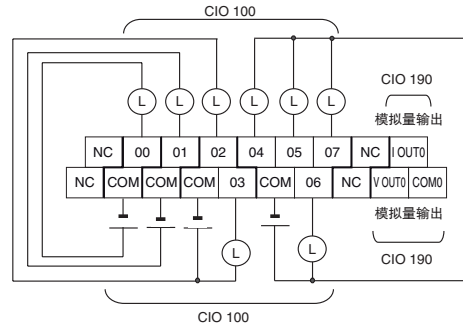 CIO 100
L L L L L L
CIO 190
模拟量输出
NC 00 01 02 04 05 07 NC I OUT0
NC COM COM COM 03 COM 06 NC V OUT0 COM0
模拟量输出
L L
CIO 190
CIO 100